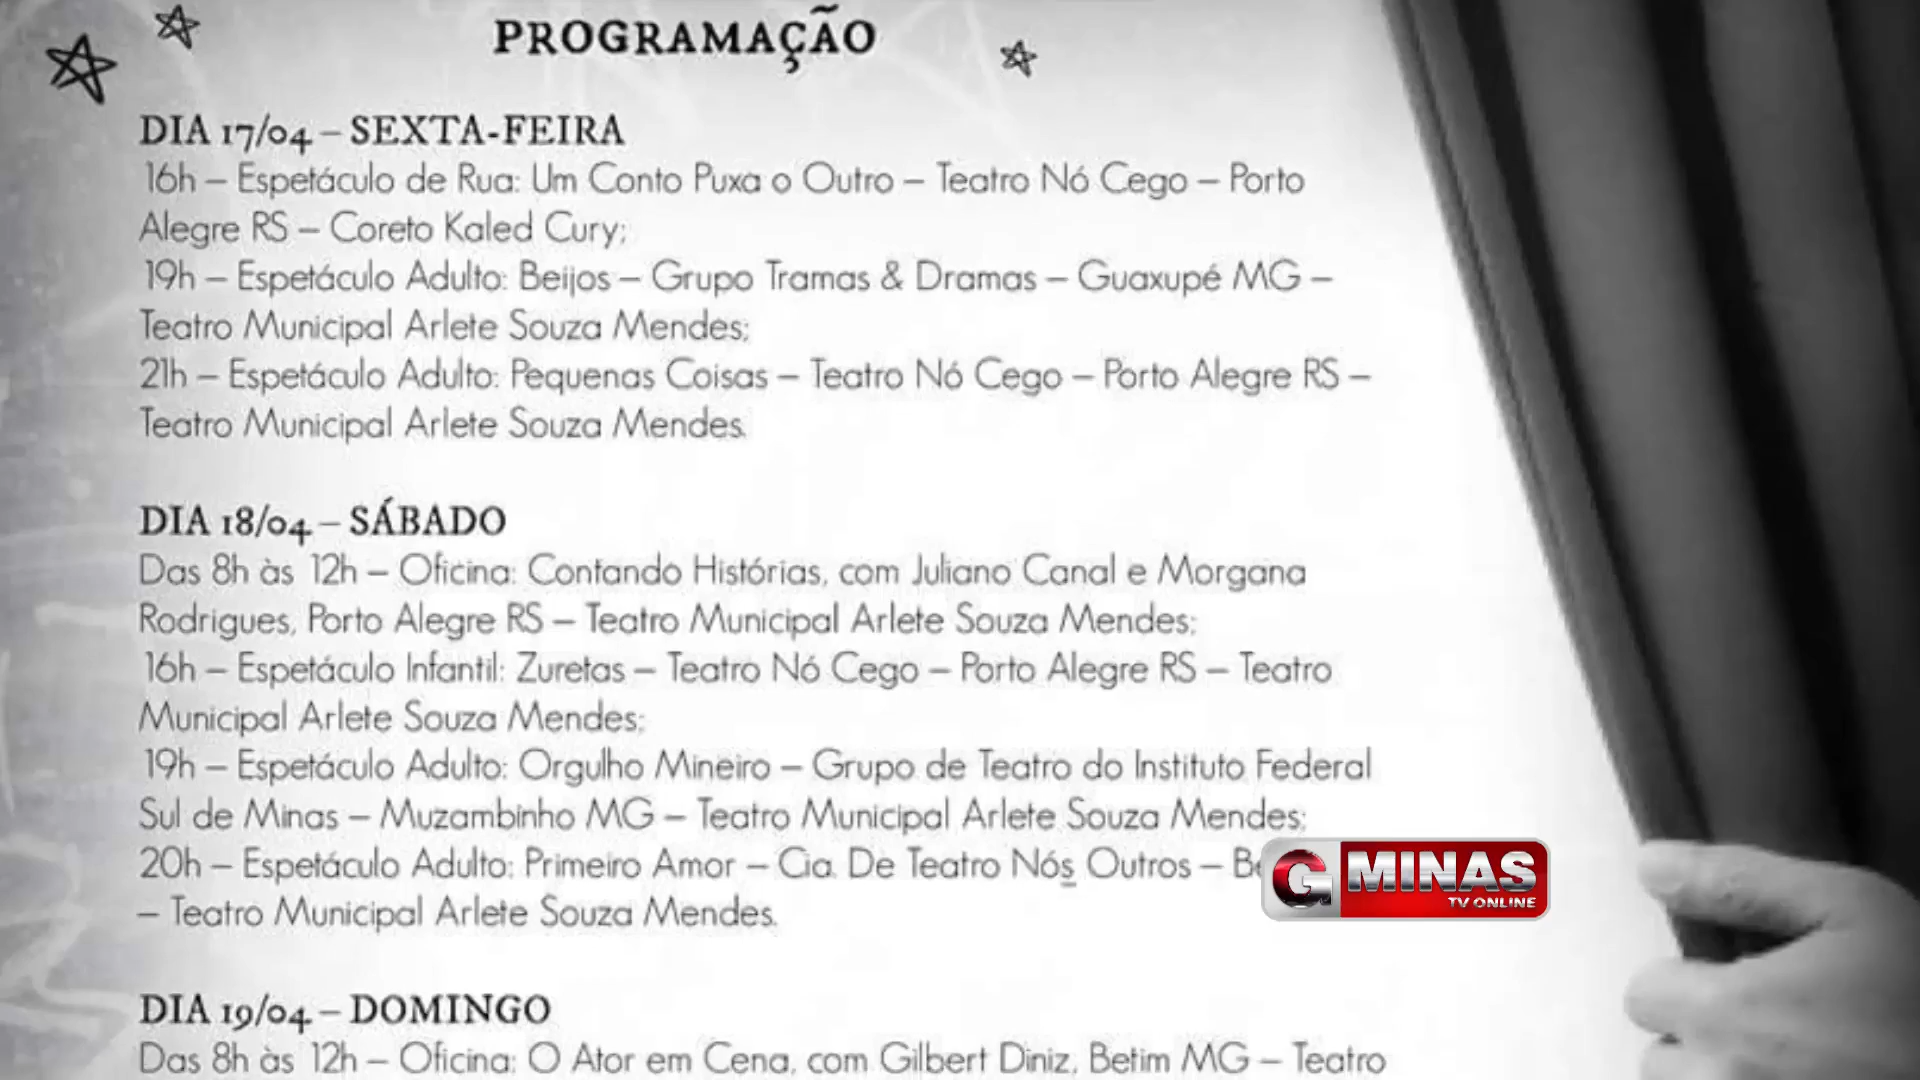 PROGRAMAÇÃO
DIA 17/04 – SEXTA-FEIRA
16h – Espetáculo de Rua: Um Conto Puxa o Outro – Teatro Nó Cego – Porto
Alegre RS – Coreto Kaled Cury;
19h – Espetáculo Adulto: Beijos – Grupo Tramas & Dramas – Guaxupé MG –
Teatro Municipal Arlete Souza Mendes;
21h – Espetáculo Adulto: Pequenas Coisas – Teatro Nó Cego – Porto Alegre RS –
Teatro Municipal Arlete Souza Mendes.
DIA 18/04 – SÁBADO
Das 8h às 12h – Oficina: Contando Histórias, com Juliano Canal e Morgana
Rodrigues, Porto Alegre RS – Teatro Municipal Arlete Souza Mendes;
16h – Espetáculo Infantil: Zuretas – Teatro Nó Cego – Porto Alegre RS – Teatro
Municipal Arlete Souza Mendes;
19h – Espetáculo Adulto: Orgulho Mineiro – Grupo de Teatro do Instituto Federal
Sul de Minas – Muzambinho MG – Teatro Municipal Arlete Souza Mendes;
20h – Espetáculo Adulto: Primeiro Amor – Cia. De Teatro Nós Outros –
– Teatro Municipal Arlete Souza Mendes.
G MINAS
TV ONLINE
DIA 19/04 – DOMINGO
Das 8h às 12h – Oficina: O Ator em Cena, com Gilbert Diniz, Betim MG – Teatro